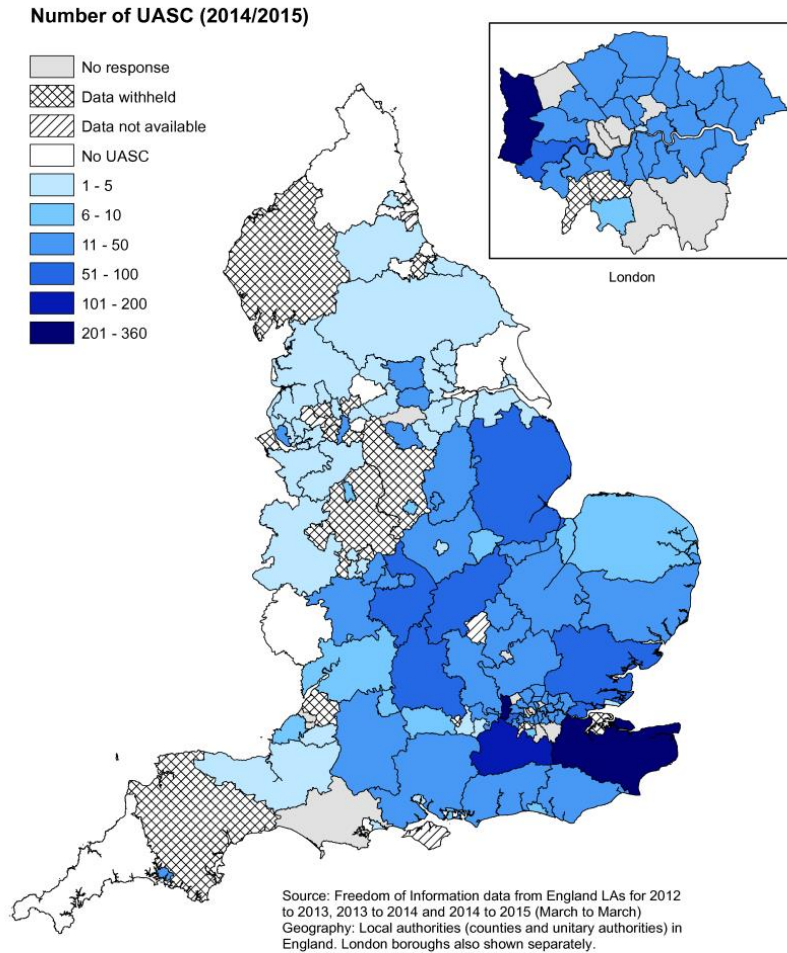 Number of UASC (2014/2015)
No response
Data withheld
Data not available
No UASC
1 - 5
6 - 10
11 - 50
51 - 100
101 - 200
201 - 360
London
Source: Freedom of Information data from England LAs for 2012
to 2013, 2013 to 2014 and 2014 to 2015 (March to March)
Geography: Local authorities (counties and unitary authorities) in
England. London boroughs also shown separately.